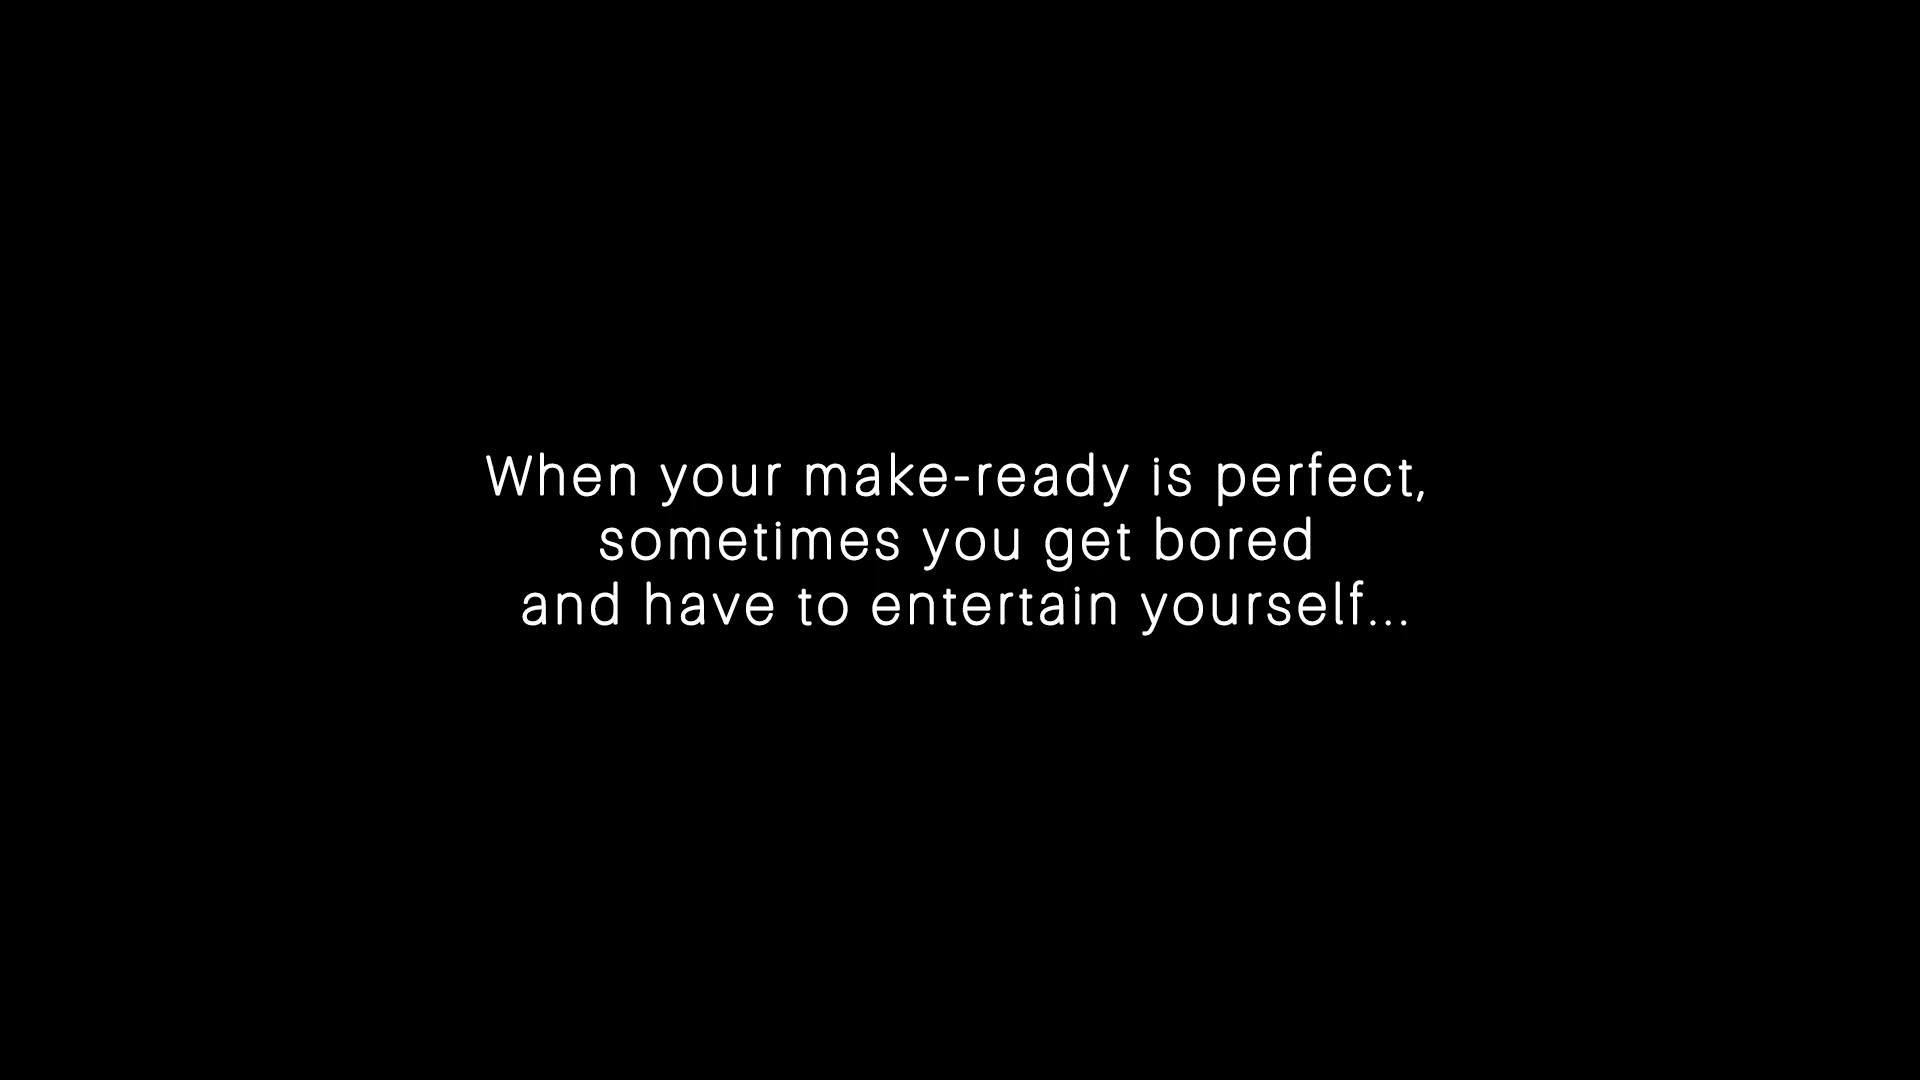 When your make-ready is perfect,
sometimes you get bored
and have to entertain yourself...